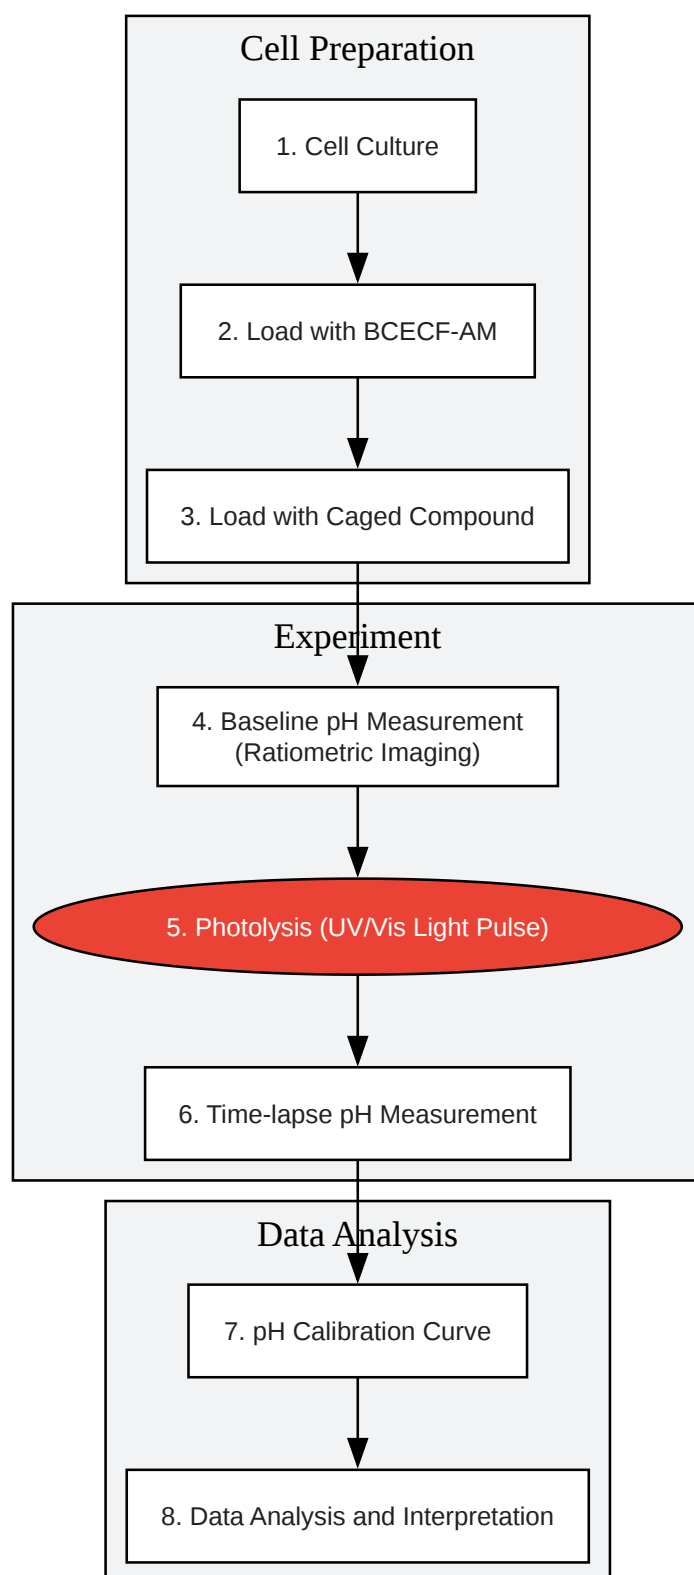 Cell Preparation
1. Cell Culture
2. Load with BCECF-AM
3. Load with Caged Compound
Experiment
4. Baseline pH Measurement
(Ratiometric Imaging)
5. Photolysis (UV/Vis Light Pulse)
6. Time-lapse pH Measurement
Data Analysis
7. pH Calibration Curve
8. Data Analysis and Interpretation